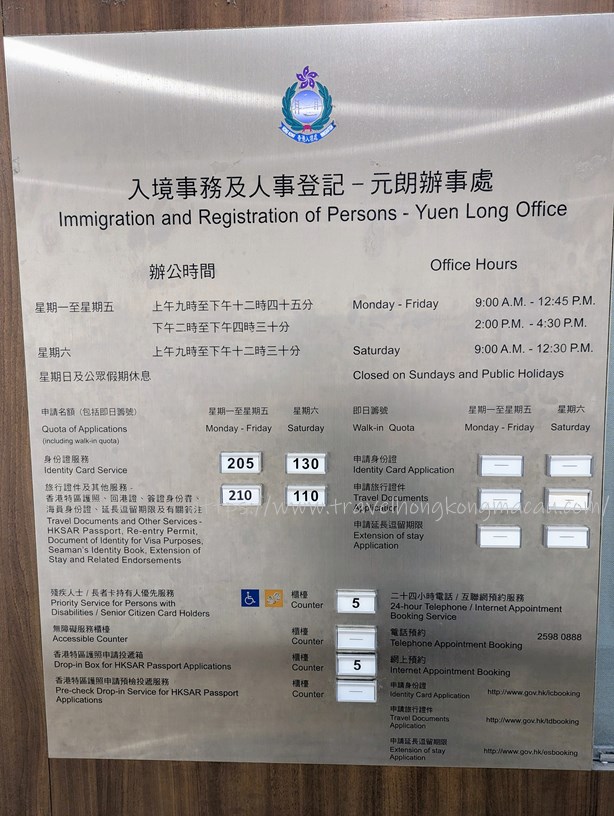 入境事務及人事登記 – 元朗辦事處
Immigration and Registration of Persons - Yuen Long Office
辦公時間
Office Hours
星期一至星期五 上午九時至下午十二時四十五分 Monday - Friday 9:00 A.M. - 12:45 P.M.
下午二時至下午四時三十分 2:00 P.M. - 4:30 P.M.
星期六 上午九時至下午十二時三十分 Saturday 9:00 A.M. - 12:30 P.M.
星期日及公眾假期休息 Closed on Sundays and Public Holidays
申請名額 (包括即日籌號) 星期一至星期五 星期六
Quota of Applications Monday - Friday Saturday
(including walk-in quota)
身份證服務
Identity Card Service 205 130
旅行證件及其他服務 -
香港特區護照、回港證、簽證身份書、 210 110
海員身份證、延長逗留期限及有關簽注
Travel Documents and Other Services -
HKSAR Passport, Re-entry Permit,
Document of Identity for Visa Purposes,
Seaman's Identity Book, Extension of
Stay and Related Endorsements
即日籌號 星期一至星期五 星期六
Walk-in Quota Monday - Friday Saturday
申請身份證
Identity Card Application — —
申請旅行證件
Travel Documents — —
Application
申請延長逗留期限
Extension of stay — —
Application
殘疾人士 / 長者卡持有人優先服務 櫃檯
Priority Service for Persons with Counter 5
Disabilities / Senior Citizen Card Holders
無障礙服務櫃檯 櫃檯
Accessible Counter Counter —
香港特區護照申請投遞箱 櫃檯
Drop-in Box for HKSAR Passport Applications Counter 5
香港特區護照申請預檢投遞服務 櫃檯
Pre-check Drop-in Service for HKSAR Passport Counter —
Applications
二十四小時電話 / 互聯網預約服務
24-hour Telephone / Internet Appointment
Booking Service
電話預約
Telephone Appointment Booking 2598 0888
網上預約
Internet Appointment Booking
申請身份證
Identity Card Application http://www.gov.hk/icbooking
申請旅行證件
Travel Documents http://www.gov.hk/tdbooking
Application
申請延長逗留期限
Extension of stay http://www.gov.hk/esbooking
Application
https://www.travelhongkongmacau.com/